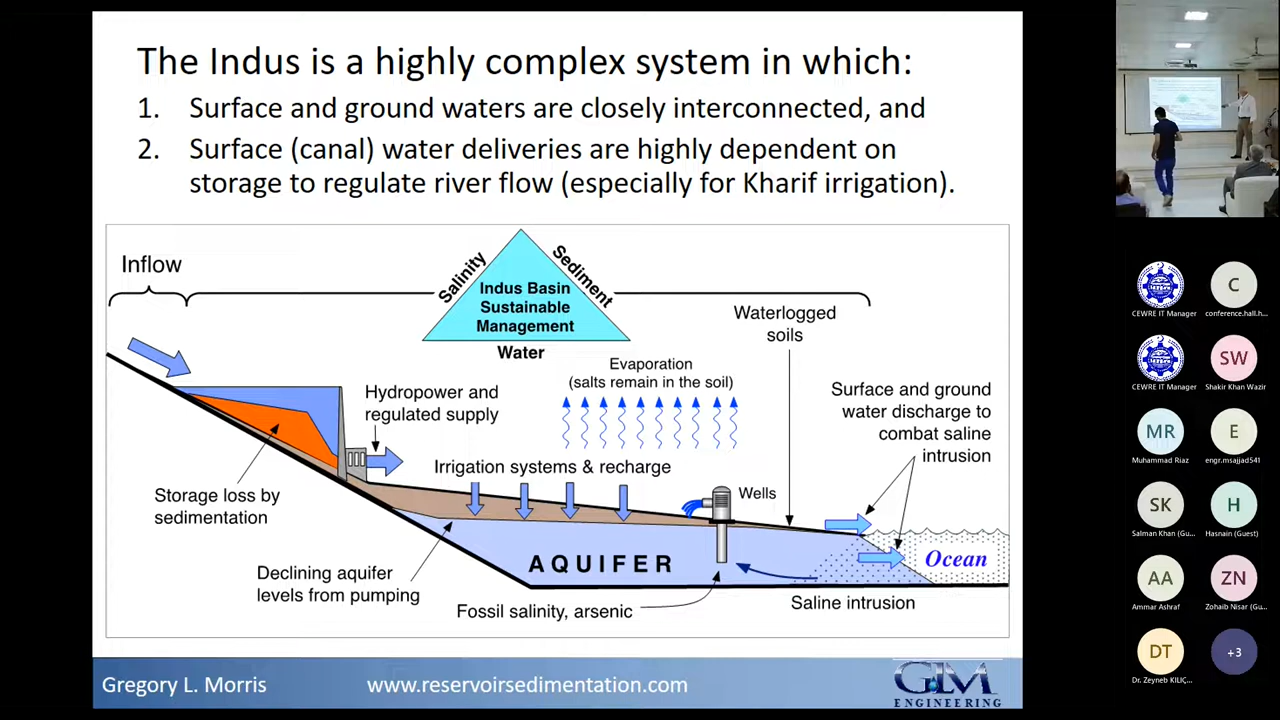 The Indus is a highly complex system in which:
1. Surface and ground waters are closely interconnected, and
2. Surface (canal) water deliveries are highly dependent on
storage to regulate river flow (especially for Kharif irrigation).
Inflow
Salinity
Sediment
Indus Basin
Sustainable
Management
Water
Waterlogged
soils
Evaporation
(salts remain in the soil)
Hydropower and
regulated supply
Surface and ground
water discharge to
combat saline
intrusion
Irrigation systems & recharge
Wells
Storage loss by
sedimentation
AQUIFER
Ocean
Declining aquifer
levels from pumping
Fossil salinity, arsenic
Saline intrusion
Gregory L. Morris
www.reservoirsedimentation.com
GLM
ENGINEERING
CEWRE IT Manager
C
conference.hall.h...
CEWRE IT Manager
SW
Shakir Khan Wazir
MR
Muhammad Riaz
E
engr.msajjad541
SK
Salman Khan (Gu...
H
Hasnain (Guest)
AA
Ammar Ashraf
ZN
Zohaib Nisar (Gu...
DT
Dr. Zeyneb KILIÇ...
+3